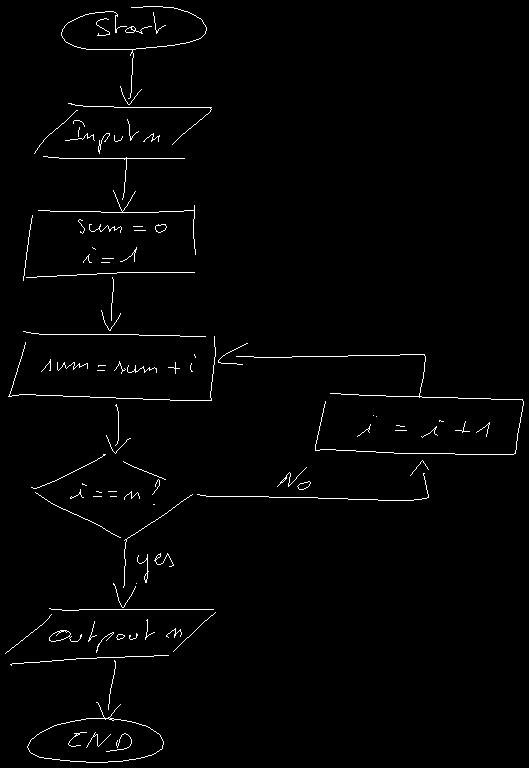 Start
Input n
sum = 0
i = 1
sum = sum + i
i = i + 1
i == n?
No
yes
Outpout n
END